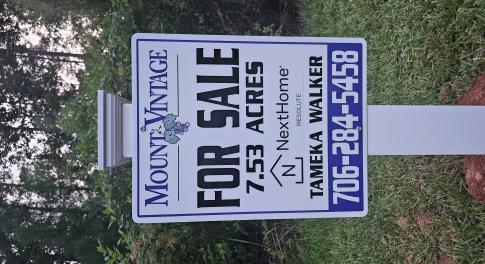 MOUNT VINTAGE
FOR SALE
7.53 ACRES
N NextHome
RESOLUTE
TAMEKA WALKER
706-284-5458